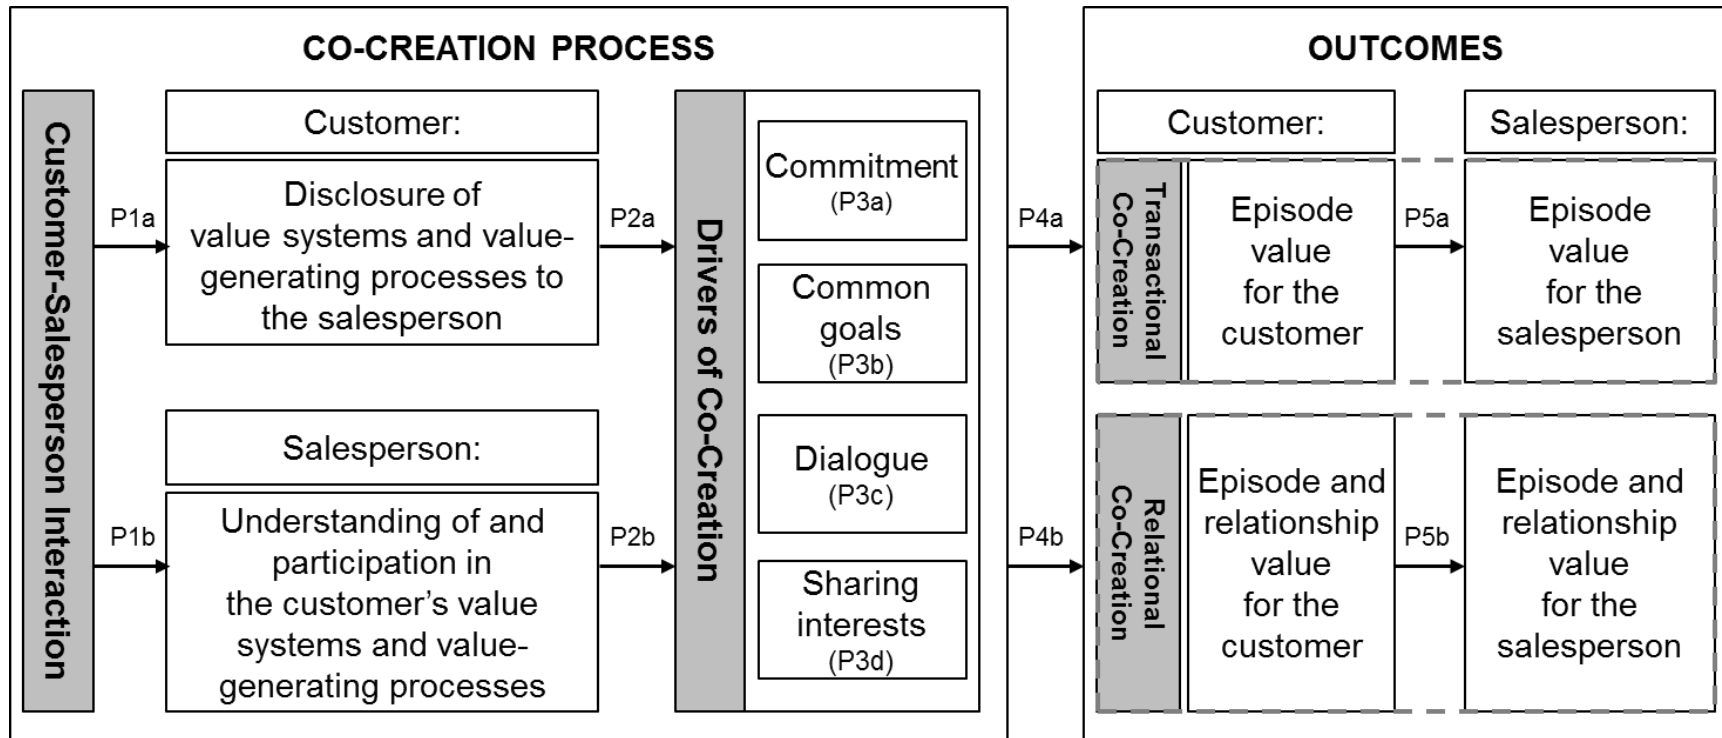 CO-CREATION PROCESS
Customer-Salesperson Interaction
P1a
P1b
Customer:
Disclosure of
value systems and value-
generating processes to
the salesperson
Salesperson:
Understanding of and
participation in
the customer’s value
systems and value-
generating processes
P2a
P2b
Drivers of Co-Creation
Commitment
(P3a)
Common
goals
(P3b)
Dialogue
(P3c)
Sharing
interests
(P3d)
P4a
P4b
OUTCOMES
Customer:
Salesperson:
Transactional
Co-Creation
Episode
value
for the
customer
P5a
Episode
value
for the
salesperson
Relational
Co-Creation
Episode and
relationship
value
for the
customer
P5b
Episode and
relationship
value
for the
salesperson